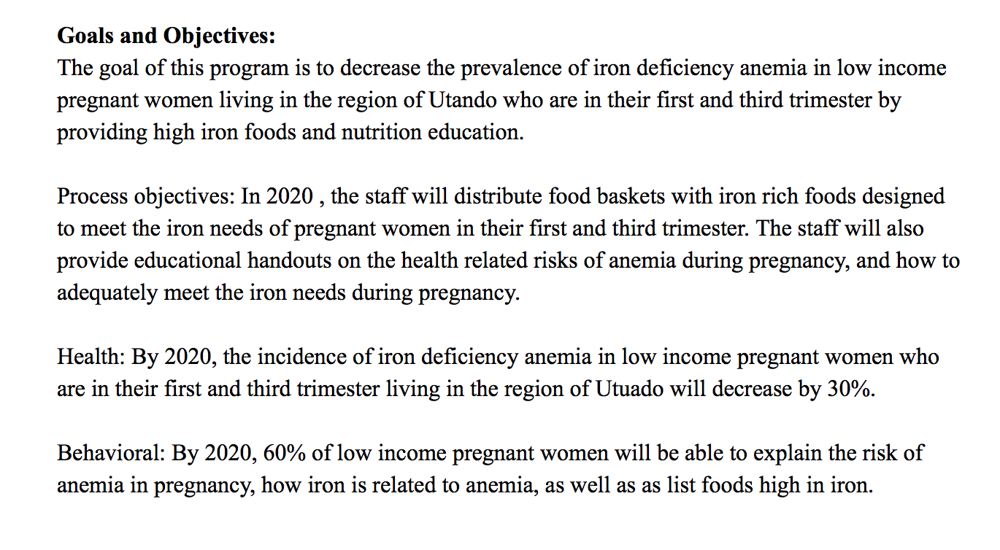 Goals and Objectives:
The goal of this program is to decrease the prevalence of iron deficiency anemia in low income
pregnant women living in the region of Utando who are in their first and third trimester by
providing high iron foods and nutrition education.
Process objectives: In 2020 , the staff will distribute food baskets with iron rich foods designed
to meet the iron needs of pregnant women in their first and third trimester. The staff will also
provide educational handouts on the health related risks of anemia during pregnancy, and how to
adequately meet the iron needs during pregnancy.
Health: By 2020, the incidence of iron deficiency anemia in low income pregnant women who
are in their first and third trimester living in the region of Utuado will decrease by 30%.
Behavioral: By 2020, 60% of low income pregnant women will be able to explain the risk of
anemia in pregnancy, how iron is related to anemia, as well as as list foods high in iron.